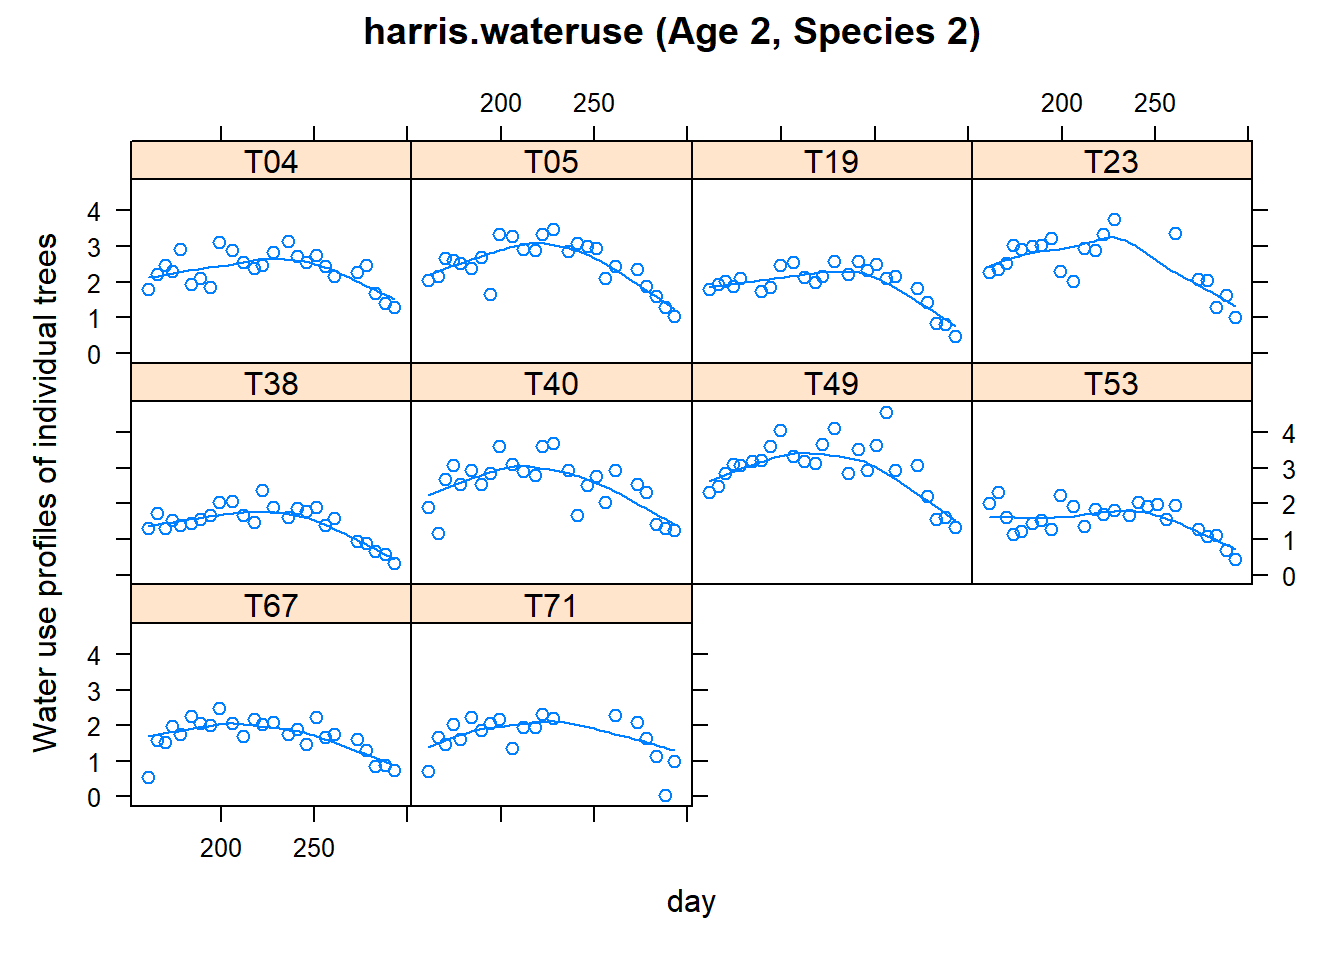 harris.wateruse (Age 2, Species 2)
200 250 200 250
T04 T05 T19 T23
4
3
2
1
0
T38 T40 T49 T53
4
3
2
1
0
T67 T71
4
3
2
1
0
200 250
Water use profiles of individual trees
day